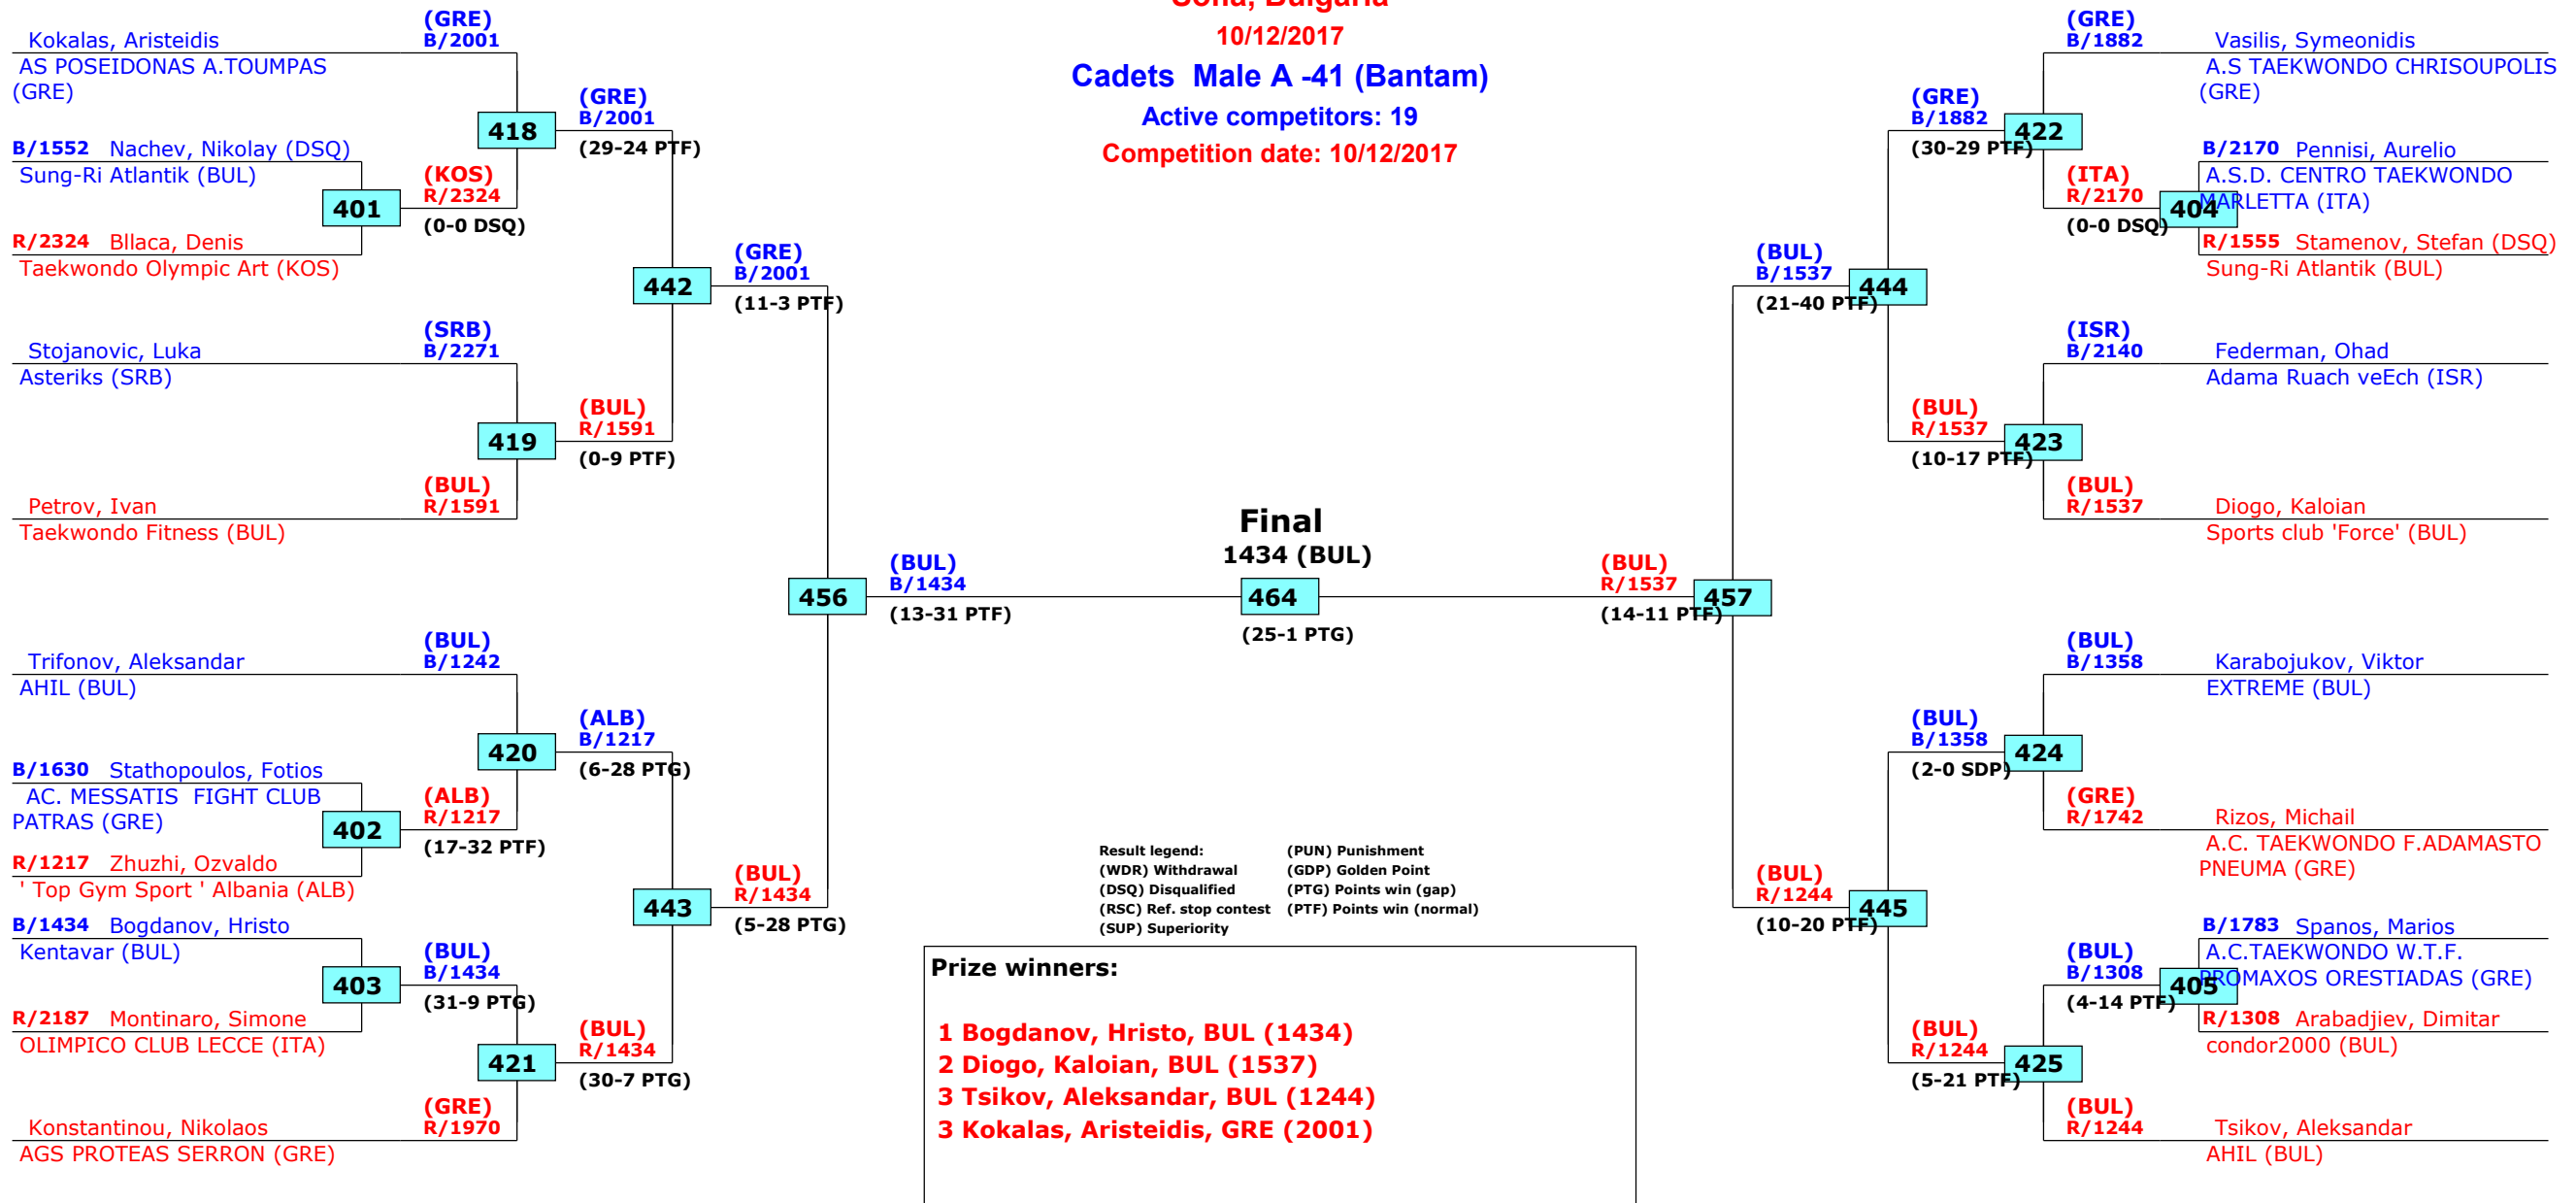 Bulgaria
10/12/2017
Cadets  Male A -41 (Bantam)
Active competitors: 19
Competition date: 10/12/2017
(GRE)
B/2001
Kokalas, Aristeidis
AS POSEIDONAS A.TOUMPAS
(GRE)
418
(GRE)
B/2001
(29-24 PTF)
B/1552 Nachev, Nikolay (DSQ)
Sung-Ri Atlantik (BUL)
401
(KOS)
R/2324
(0-0 DSQ)
R/2324 Bllaca, Denis
Taekwondo Olympic Art (KOS)
442
(GRE)
B/2001
(11-3 PTF)
(SRB)
B/2271
Stojanovic, Luka
Asteriks (SRB)
419
(BUL)
R/1591
(0-9 PTF)
(BUL)
R/1591
Petrov, Ivan
Taekwondo Fitness (BUL)
456
(BUL)
B/1434
(13-31 PTF)
(BUL)
B/1242
Trifonov, Aleksandar
AHIL (BUL)
420
(ALB)
B/1217
(6-28 PTG)
B/1630 Stathopoulos, Fotios
AC. MESSATIS  FIGHT CLUB
PATRAS (GRE)
402
(ALB)
R/1217
(17-32 PTF)
R/1217 Zhuzhi, Ozvaldo
' Top Gym Sport ' Albania (ALB)
443
(BUL)
R/1434
(5-28 PTG)
B/1434 Bogdanov, Hristo
Kentavar (BUL)
403
(BUL)
B/1434
(31-9 PTG)
R/2187 Montinaro, Simone
OLIMPICO CLUB LECCE (ITA)
421
(BUL)
R/1434
(30-7 PTG)
(GRE)
R/1970
Konstantinou, Nikolaos
AGS PROTEAS SERRON (GRE)
Final
1434 (BUL)
464
(25-1 PTG)
(BUL)
R/1537
(14-11 PTF)
457
(GRE)
B/1882
Vasilis, Symeonidis
A.S TAEKWONDO CHRISOUPOLIS
(GRE)
(GRE)
B/1882
(30-29 PTF)
422
B/2170 Pennisi, Aurelio
A.S.D. CENTRO TAEKWONDO
MARLETTA (ITA)
(ITA)
R/2170
(0-0 DSQ)
404
R/1555 Stamenov, Stefan (DSQ)
Sung-Ri Atlantik (BUL)
(BUL)
B/1537
(21-40 PTF)
444
(ISR)
B/2140
Federman, Ohad
Adama Ruach veEch (ISR)
(BUL)
R/1537
(10-17 PTF)
423
(BUL)
R/1537
Diogo, Kaloian
Sports club 'Force' (BUL)
(BUL)
B/1358
Karabojukov, Viktor
EXTREME (BUL)
(BUL)
B/1358
(2-0 SDP)
424
(GRE)
R/1742
Rizos, Michail
A.C. TAEKWONDO F.ADAMASTO
PNEUMA (GRE)
(BUL)
R/1244
(10-20 PTF)
445
B/1783 Spanos, Marios
A.C.TAEKWONDO W.T.F.
PROMAXOS ORESTIADAS (GRE)
(BUL)
B/1308
(4-14 PTF)
405
R/1308 Arabadjiev, Dimitar
condor2000 (BUL)
(BUL)
R/1244
(5-21 PTF)
425
(BUL)
R/1244
Tsikov, Aleksandar
AHIL (BUL)
Result legend: (PUN) Punishment
(WDR) Withdrawal (GDP) Golden Point
(DSQ) Disqualified (PTG) Points win (gap)
(RSC) Ref. stop contest (PTF) Points win (normal)
(SUP) Superiority
Prize winners:
1 Bogdanov, Hristo, BUL (1434)
2 Diogo, Kaloian, BUL (1537)
3 Tsikov, Aleksandar, BUL (1244)
3 Kokalas, Aristeidis, GRE (2001)